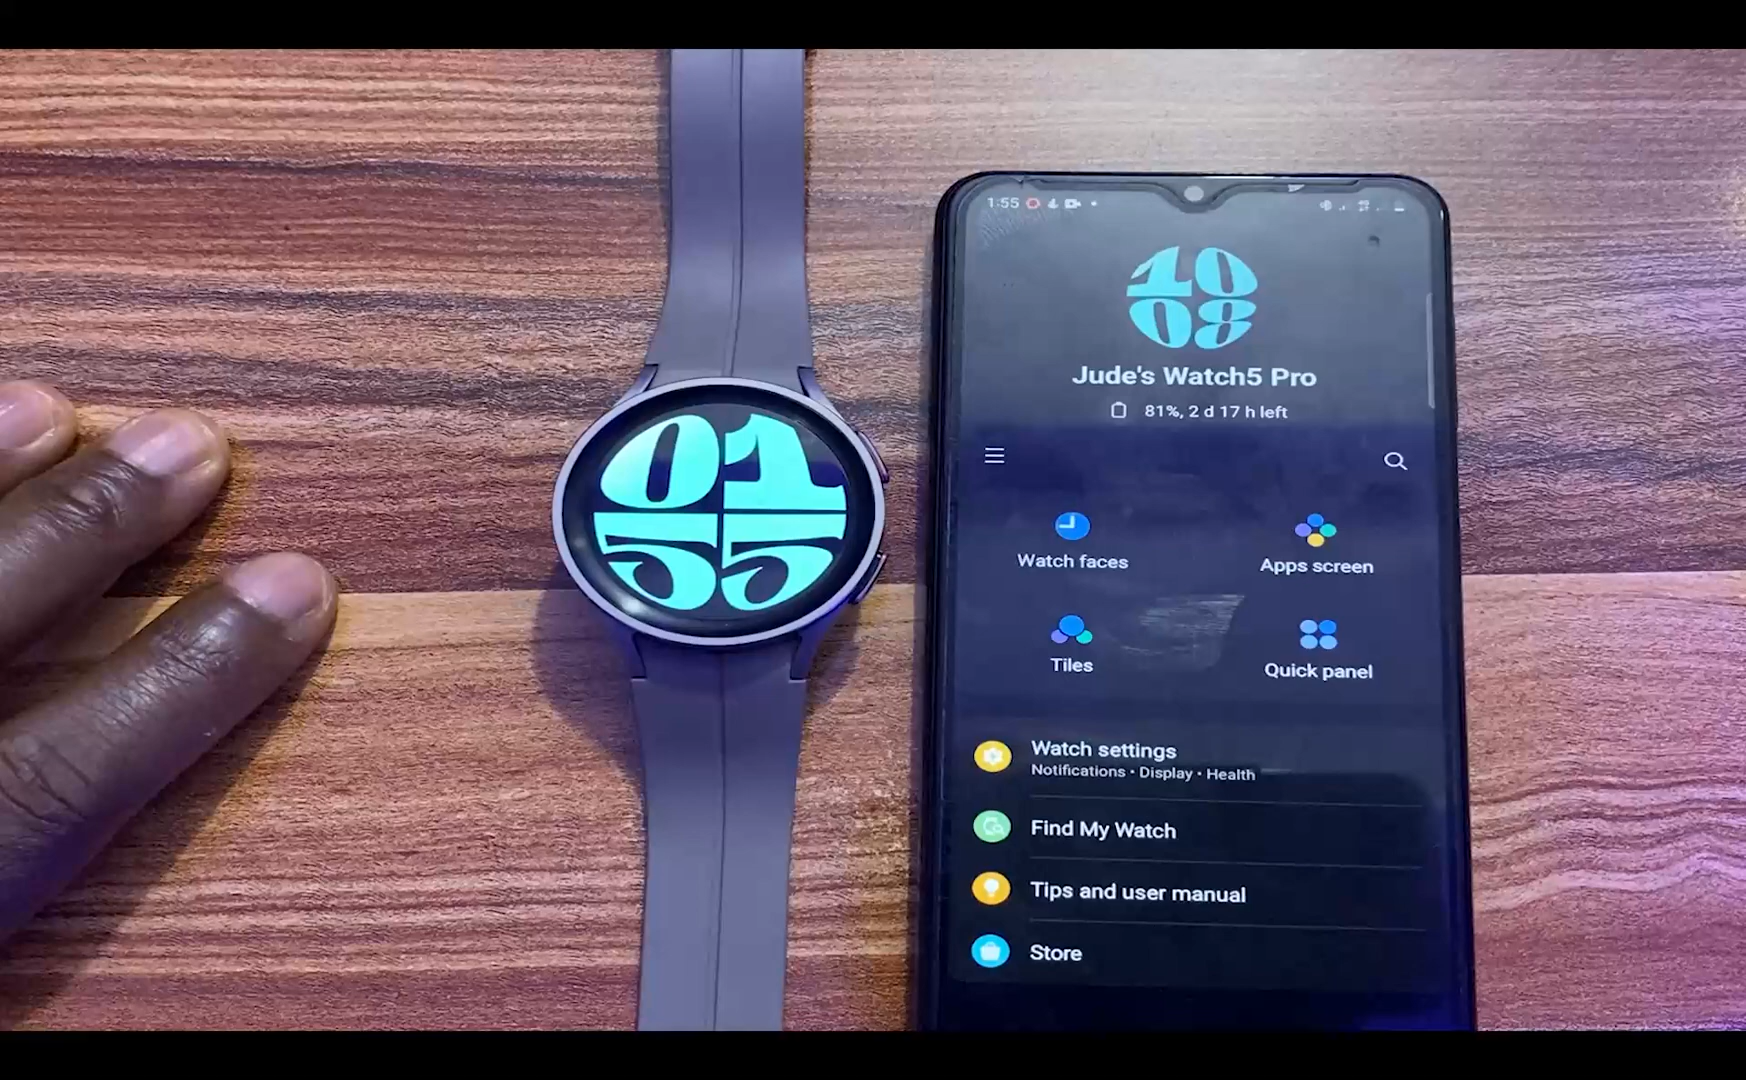 01
55
1:55
10
08
Jude's Watch5 Pro
81%, 2 d 17 h left
Watch faces
Apps screen
Tiles
Quick panel
Watch settings
Notifications • Display • Health
Find My Watch
Tips and user manual
Store